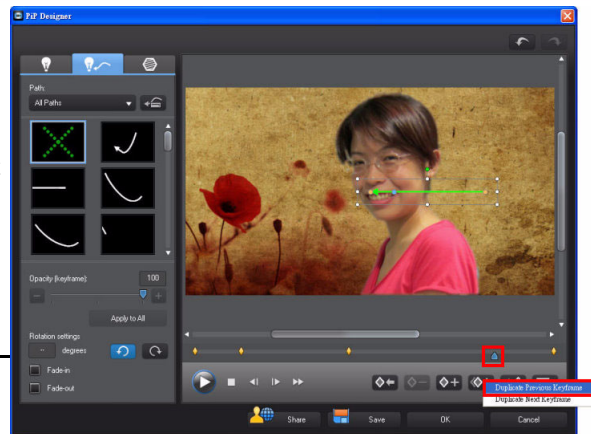 PiP Designer
Path:
All Paths
Opacity (keyframe):
100
Apply to All
Rotation settings
degrees
Fade-in
Fade-out
Duplicate Previous Keyframe
Duplicate Next Keyframe
Share
Save
OK
Cancel